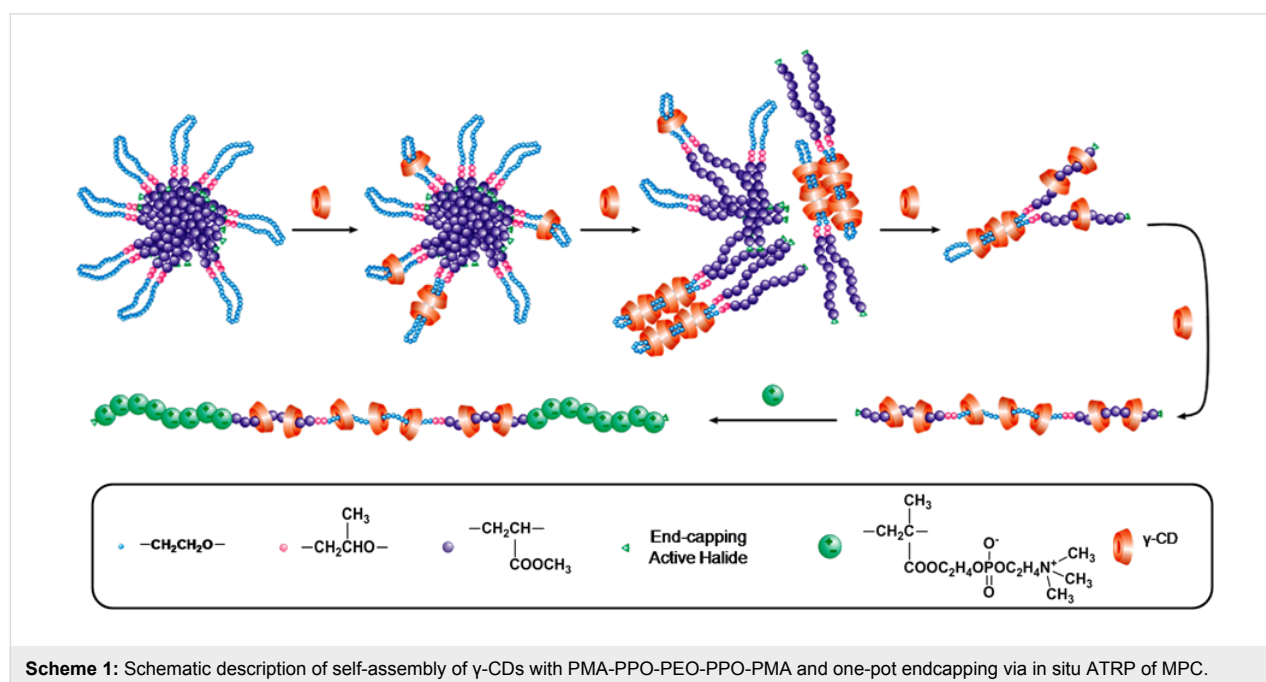 −CH₂CH₂O−
CH₃
−CH₂CHO−
−CH₂CH−
COOCH₃
End-capping
Active Halide
CH₃
−CH₂C−
COOC₂H₄OPOC₂H₄N⁺
O⁻
O
CH₃
CH₃
CH₃
γ-CD
Scheme 1: Schematic description of self-assembly of γ-CDs with PMA-PPO-PEO-PPO-PMA and one-pot endcapping via in situ ATRP of MPC.